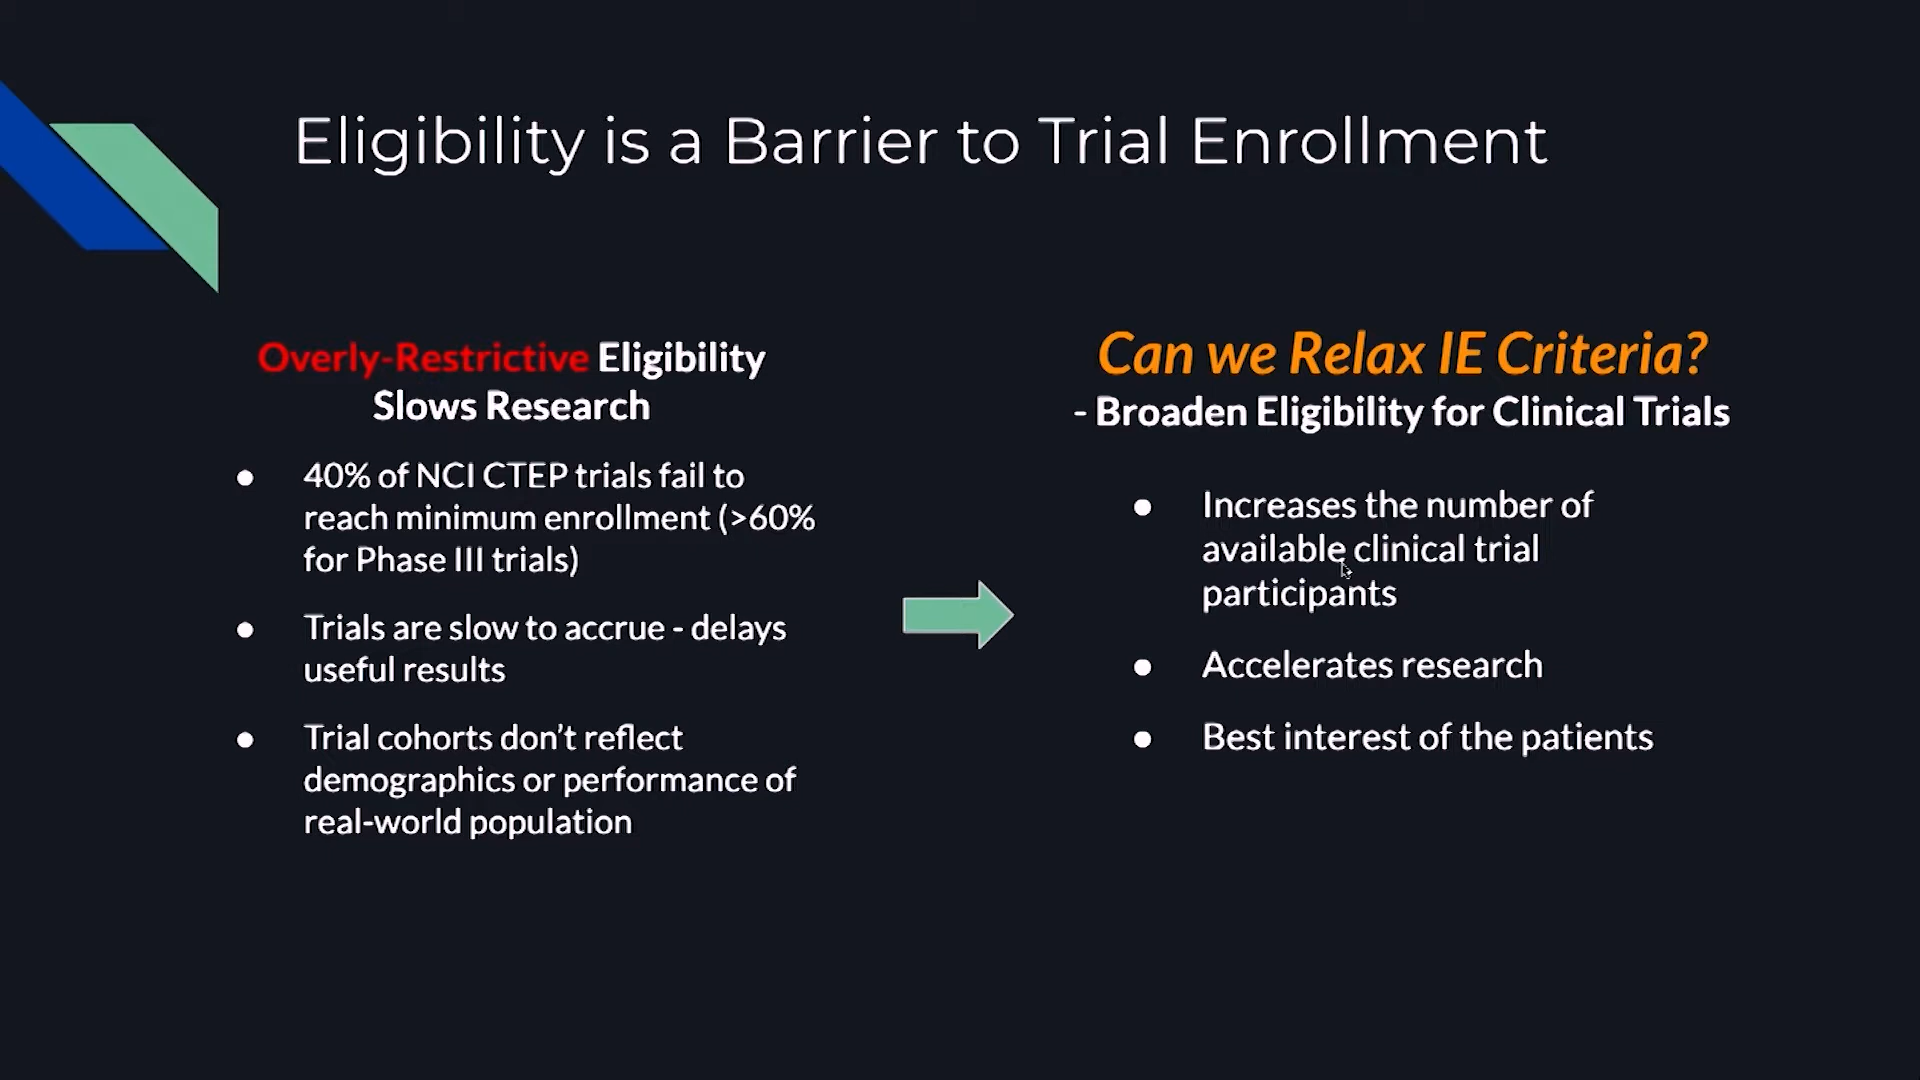 Eligibility is a Barrier to Trial Enrollment
Overly-Restrictive Eligibility
Slows Research
● 40% of NCI CTEP trials fail to
reach minimum enrollment (>60%
for Phase III trials)
● Trials are slow to accrue - delays
useful results
● Trial cohorts don’t reflect
demographics or performance of
real-world population
Can we Relax IE Criteria?
- Broaden Eligibility for Clinical Trials
● Increases the number of
available clinical trial
participants
● Accelerates research
● Best interest of the patients